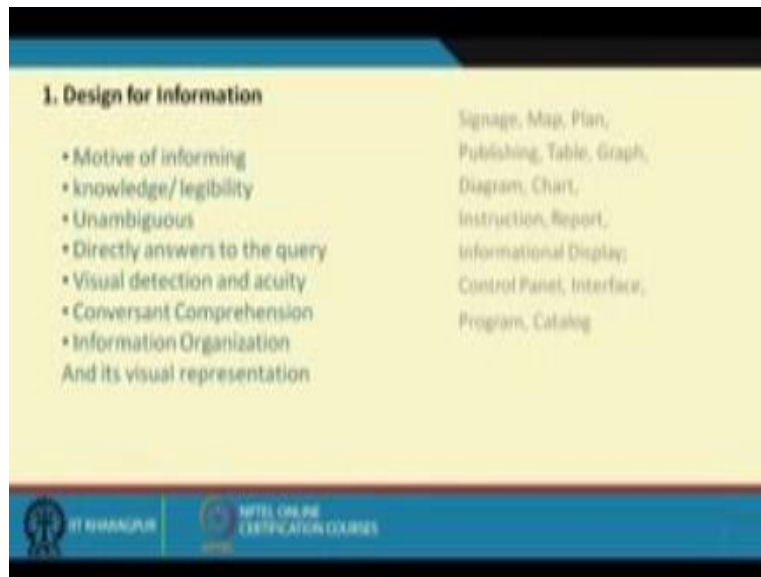 1. Design for Information
• Motive of informing
• knowledge/ legibility
• Unambiguous
• Directly answers to the query
• Visual detection and acuity
• Conversant Comprehension
• Information Organization
And its visual representation
Signage, Map, Plan,
Publishing, Table, Graph,
Diagram, Chart,
Instruction, Report,
Informational Display;
Control Panel, Interface,
Program, Catalog
IIT KHARAGPUR
NPTEL ONLINE
CERTIFICATION COURSES
NPTEL